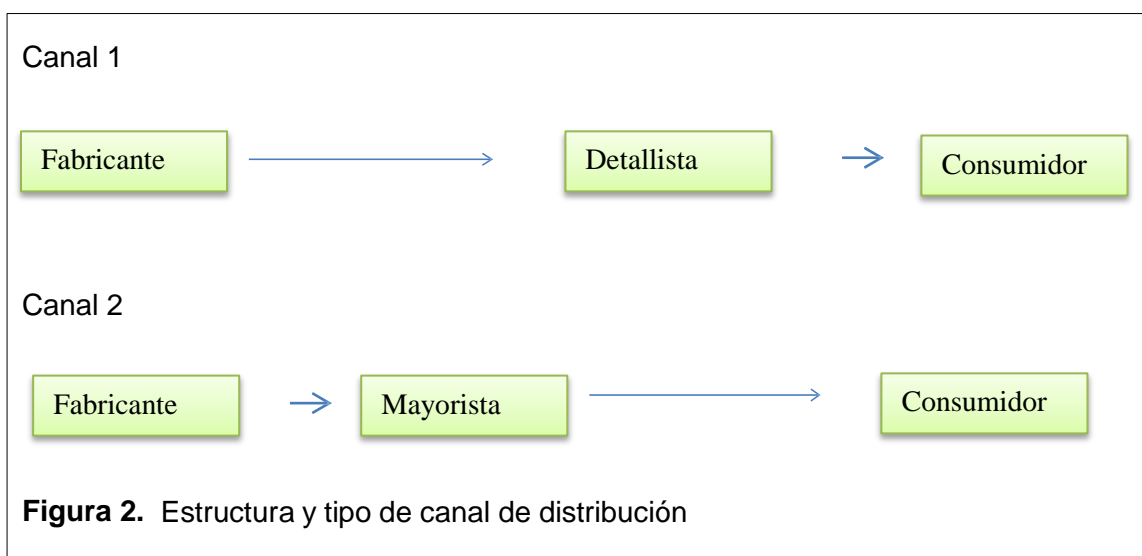 Canal 1
Fabricante Detallista Consumidor
Canal 2
Fabricante Mayorista Consumidor
Figura 2. Estructura y tipo de canal de distribución